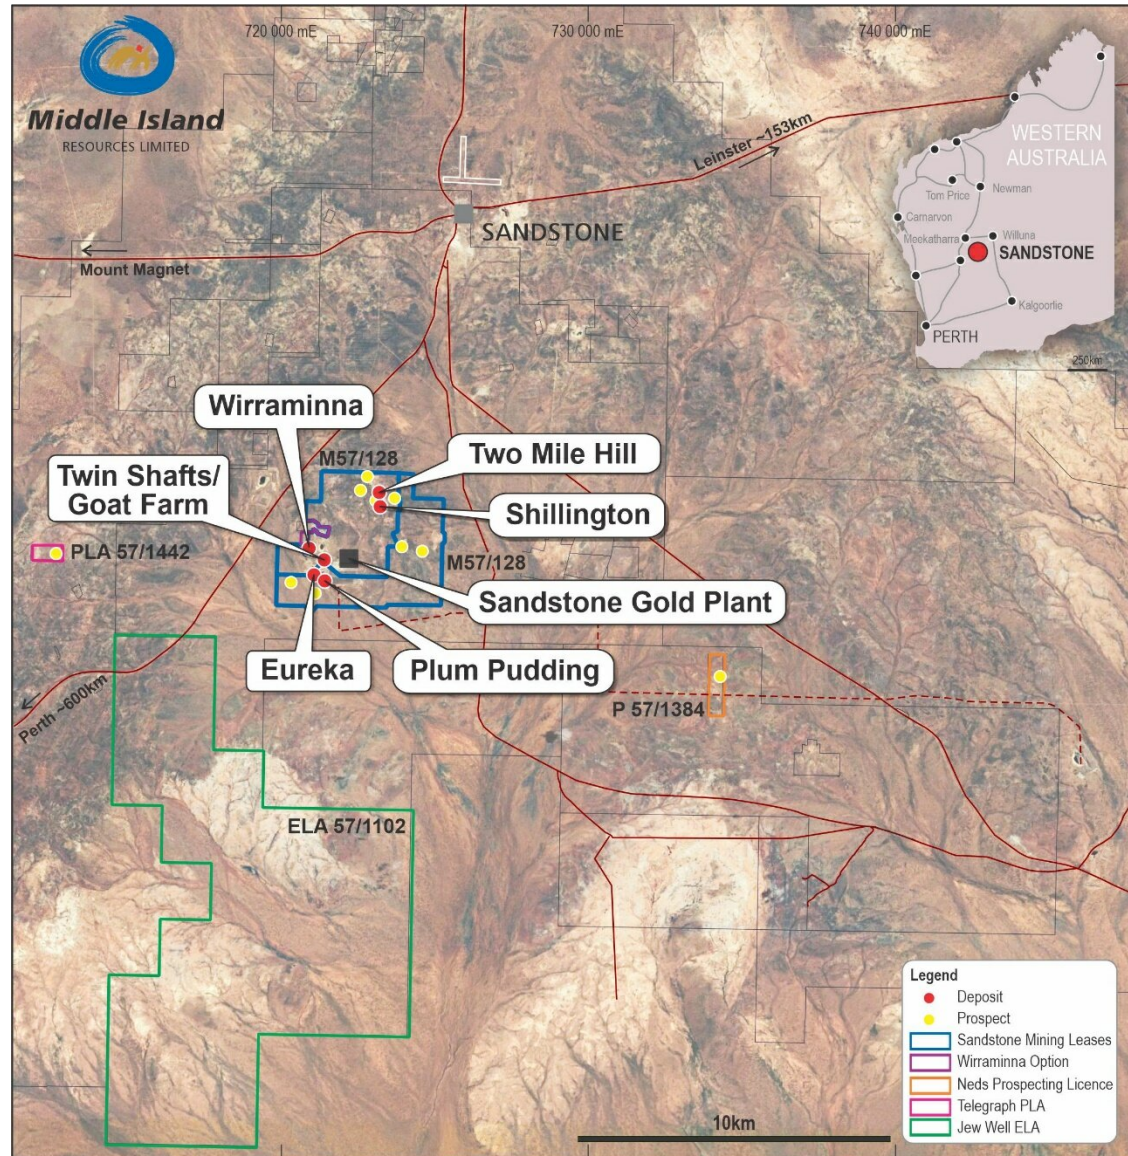 720 000 mE
730 000 mE
740 000 mE
Middle Island
RESOURCES LIMITED
Leinster ~153km
WESTERN
AUSTRALIA
Tom Price
Newman
Carnarvon
Meekatharra
Wiluna
SANDSTONE
Kalgoorlie
PERTH
250km
SANDSTONE
Mount Magnet
Wirraminna
M57/128
Two Mile Hill
Twin Shafts/
Goat Farm
Shillington
PLA 57/1442
M57/128
Sandstone Gold Plant
Eureka
Plum Pudding
Perth ~600km
P 57/1384
ELA 57/1102
10km
Legend
Deposit
Prospect
Sandstone Mining Leases
Wirraminna Option
Neds Prospecting Licence
Telegraph PLA
Jew Well ELA